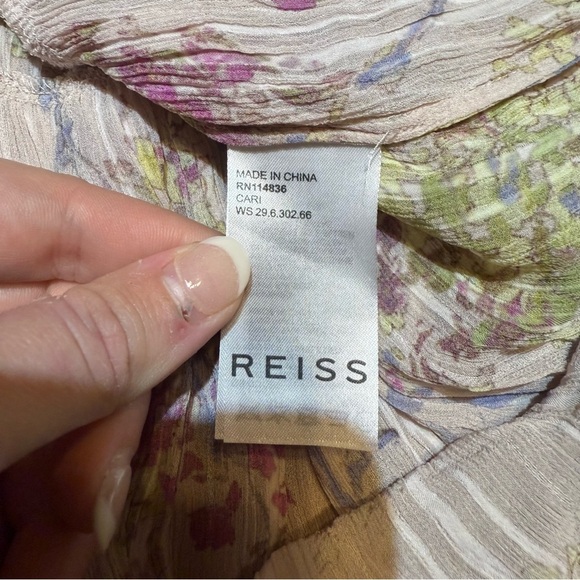 MADE IN CHINA
RN114836
CARI
WS 29.6.302.66
REISS